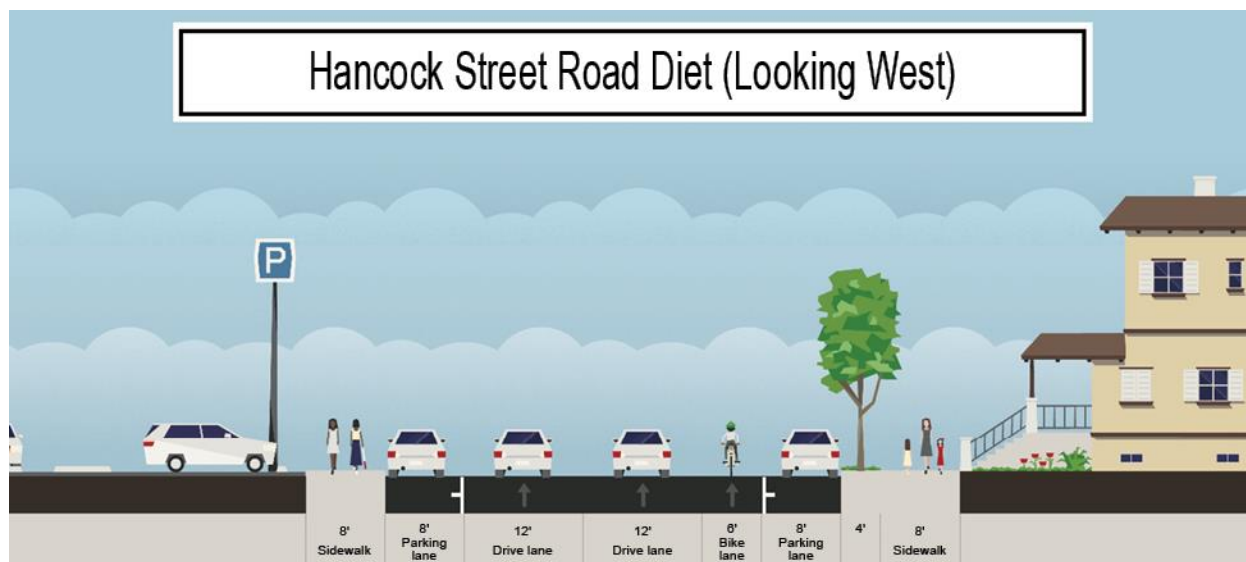 Hancock Street Road Diet (Looking West)
P
8'
Sidewalk
8'
Parking
lane
12'
Drive lane
12'
Drive lane
6'
Bike
lane
8'
Parking
lane
4'
8'
Sidewalk